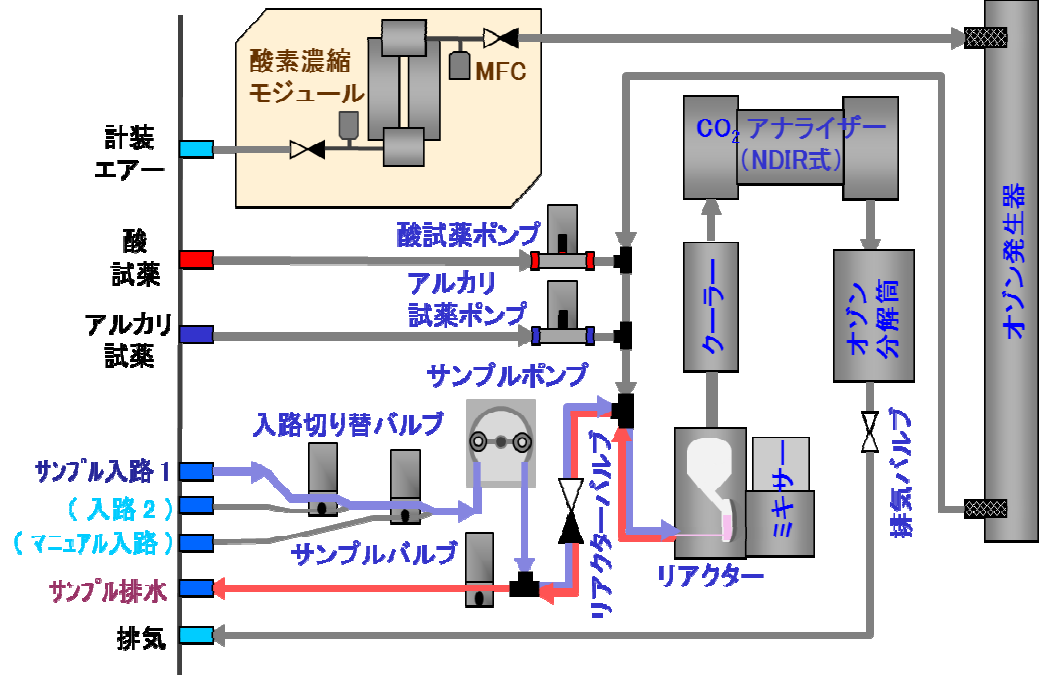 酸素濃縮
モジュール
MFC
計装
エアー
CO2 アナライザー
(NDIR式)
オゾン発生器
酸
試薬
酸試薬ポンプ
アルカリ
試薬ポンプ
アルカリ
試薬
クーラー
オゾン
分解筒
サンプルポンプ
入路切り替バルブ
サンプル入路1
(入路2)
(マニュアル入路)
サンプルバルブ
リアクターバルブ
ミキサー
排気バルブ
リアクター
サンプル排水
排気